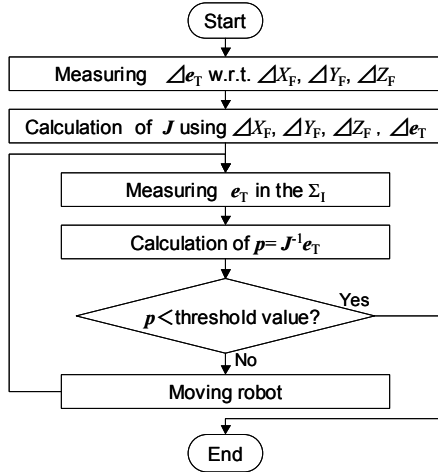 Start
Measuring ⊿eT w.r.t. ⊿XF, ⊿YF, ⊿ZF
Calculation of J using ⊿XF, ⊿YF, ⊿ZF , ⊿eT
Measuring eT in the ΣI
Calculation of p= J-1eT
p<threshold value?
Yes
No
Moving robot
End